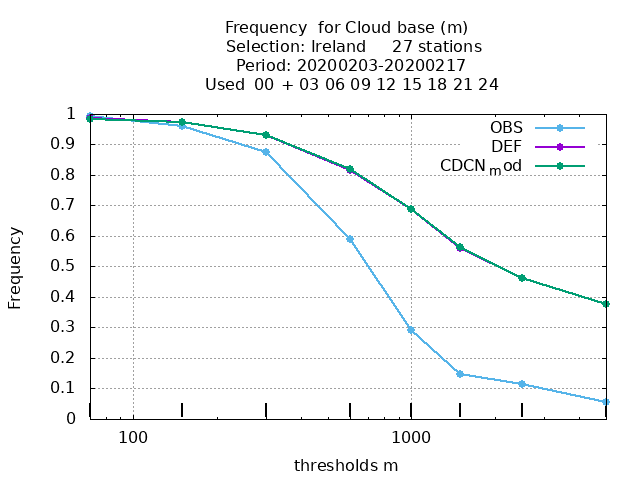 Frequency  for Cloud base (m)
Selection: Ireland     27 stations
Period: 20200203-20200217
Used  00  + 03 06 09 12 15 18 21 24
OBS
DEF
CDCN_mod
1
0.9
0.8
0.7
0.6
0.5
0.4
0.3
0.2
0.1
0
Frequency
100
1000
thresholds m